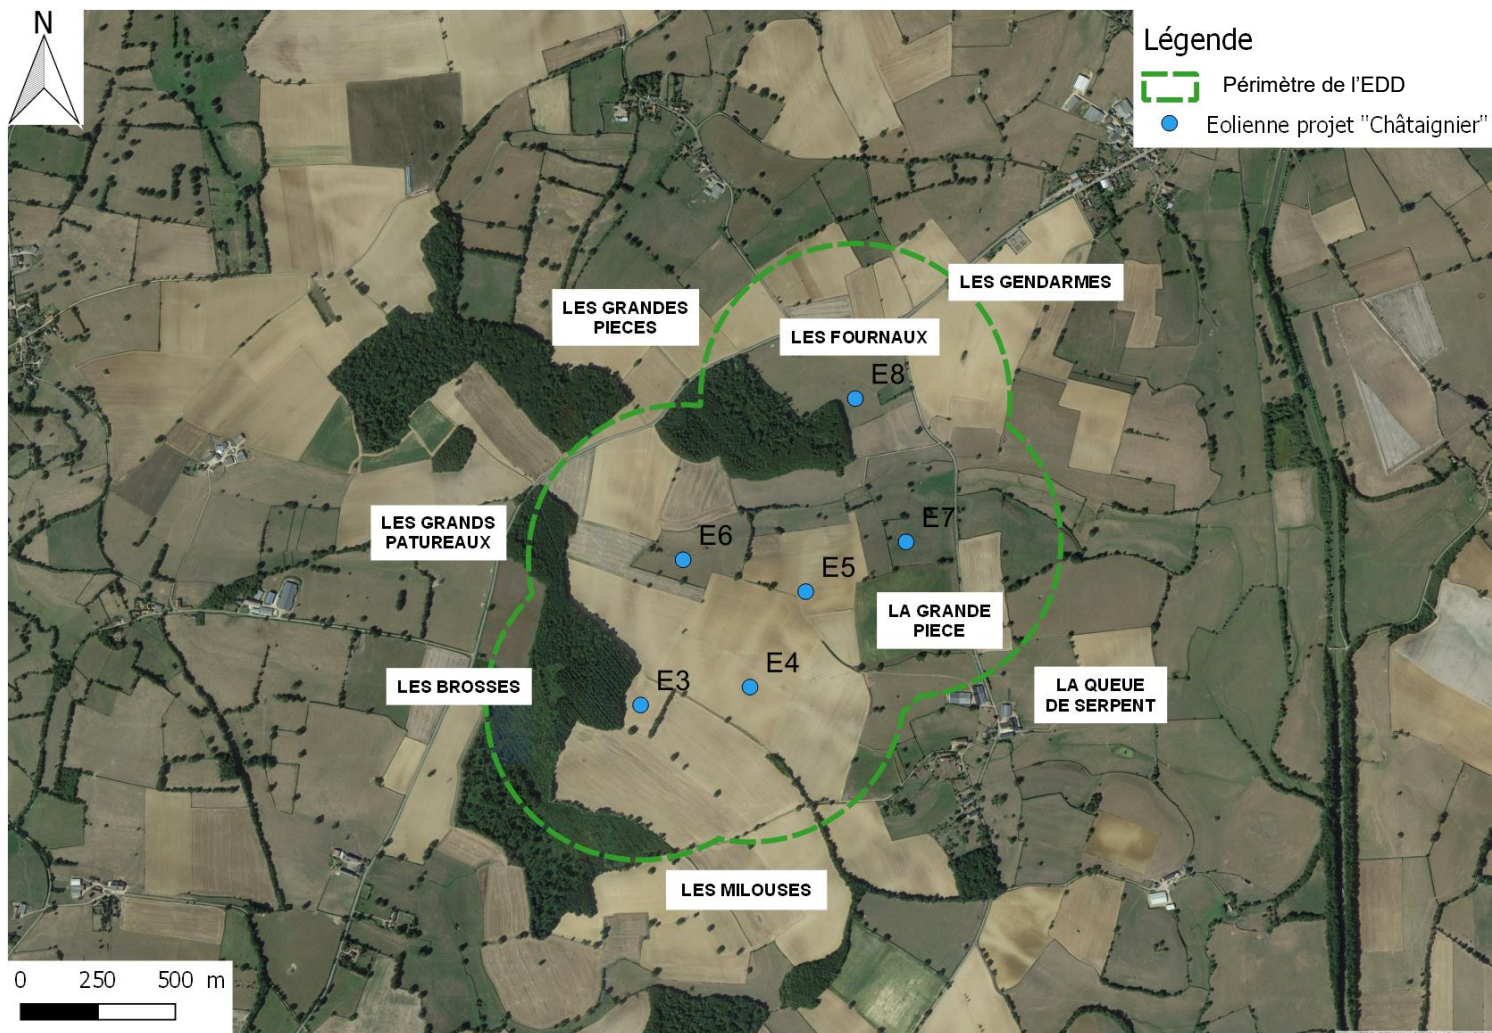 N
Légende
Périmètre de l'EDD
Eolienne projet "Châtaignier"
LES GENDARMES
LES GRANDES
PIECES
LES FOURNAUX
E8
LES GRANDS
PATUREAUX
E6
E7
E5
LA GRANDE
PIECE
LES BROSSES
E3
E4
LA QUEUE
DE SERPENT
LES MILOUSES
0 250 500 m